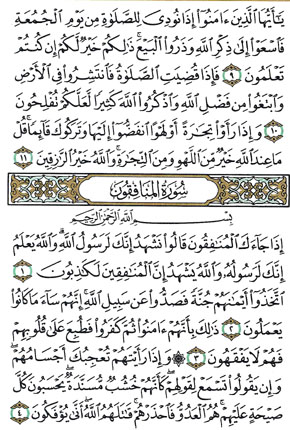 يَـٰٓأَيُّهَا ٱلَّذِينَ ءَامَنُوٓا۟ إِذَا نُودِىَ لِلصَّلَوٰةِ مِن يَوْمِ ٱلْجُمُعَةِ
فَٱسْعَوْا۟ إِلَىٰ ذِكْرِ ٱللَّهِ وَذَرُوا۟ ٱلْبَيْعَ ۚ ذَٰلِكُمْ خَيْرٌ لَّكُمْ إِن كُنتُمْ
تَعْلَمُونَ ٩ فَإِذَا قُضِيَتِ ٱلصَّلَوٰةُ فَٱنتَشِرُوا۟ فِى ٱلْأَرْضِ
وَٱبْتَغُوا۟ مِن فَضْلِ ٱللَّهِ وَٱذْكُرُوا۟ ٱللَّهَ كَثِيرًا لَّعَلَّكُمْ تُفْلِحُونَ
١٠ وَإِذَا رَأَوْا۟ تِجَـٰرَةً أَوْ لَهْوًا ٱنفَضُّوٓا۟ إِلَيْهَا وَتَرَكُوكَ قَآئِمًا ۚ قُلْ
مَا عِندَ ٱللَّهِ خَيْرٌ مِّنَ ٱللَّهْوِ وَمِنَ ٱلتِّجَـٰرَةِ ۚ وَٱللَّهُ خَيْرُ ٱلرَّٰزِقِينَ ١١
سُورَةُ المُنَافِقُونَ
بِسْمِ ٱللَّهِ ٱلرَّحْمَـٰنِ ٱلرَّحِيمِ
إِذَا جَآءَكَ ٱلْمُنَـٰفِقُونَ قَالُوا۟ نَشْهَدُ إِنَّكَ لَرَسُولُ ٱللَّهِ ۗ وَٱللَّهُ يَعْلَمُ
إِنَّكَ لَرَسُولُهُۥ وَٱللَّهُ يَشْهَدُ إِنَّ ٱلْمُنَـٰفِقِينَ لَكَـٰذِبُونَ ١
ٱتَّخَذُوٓا۟ أَيْمَـٰنَهُمْ جُنَّةً فَصَدُّوا۟ عَن سَبِيلِ ٱللَّهِ ۚ إِنَّهُمْ سَآءَ مَا كَانُوا۟
يَعْمَلُونَ ٢ ذَٰلِكَ بِأَنَّهُمْ ءَامَنُوا۟ ثُمَّ كَفَرُوا۟ فَطُبِعَ عَلَىٰ قُلُوبِهِمْ
فَهُمْ لَا يَفْقَهُونَ ٣ ۞ وَإِذَا رَأَيْتَهُمْ تُعْجِبُكَ أَجْسَامُهُمْ ۖ
وَإِن يَقُولُوا۟ تَسْمَعْ لِقَوْلِهِمْ ۖ كَأَنَّهُمْ خُشُبٌ مُّسَنَّدَةٌ ۖ يَحْسَبُونَ كُلَّ
صَيْحَةٍ عَلَيْهِمْ ۚ هُمُ ٱلْعَدُوُّ فَٱحْذَرْهُمْ ۚ قَـٰتَلَهُمُ ٱللَّهُ ۖ أَنَّىٰ يُؤْفَكُونَ ٤